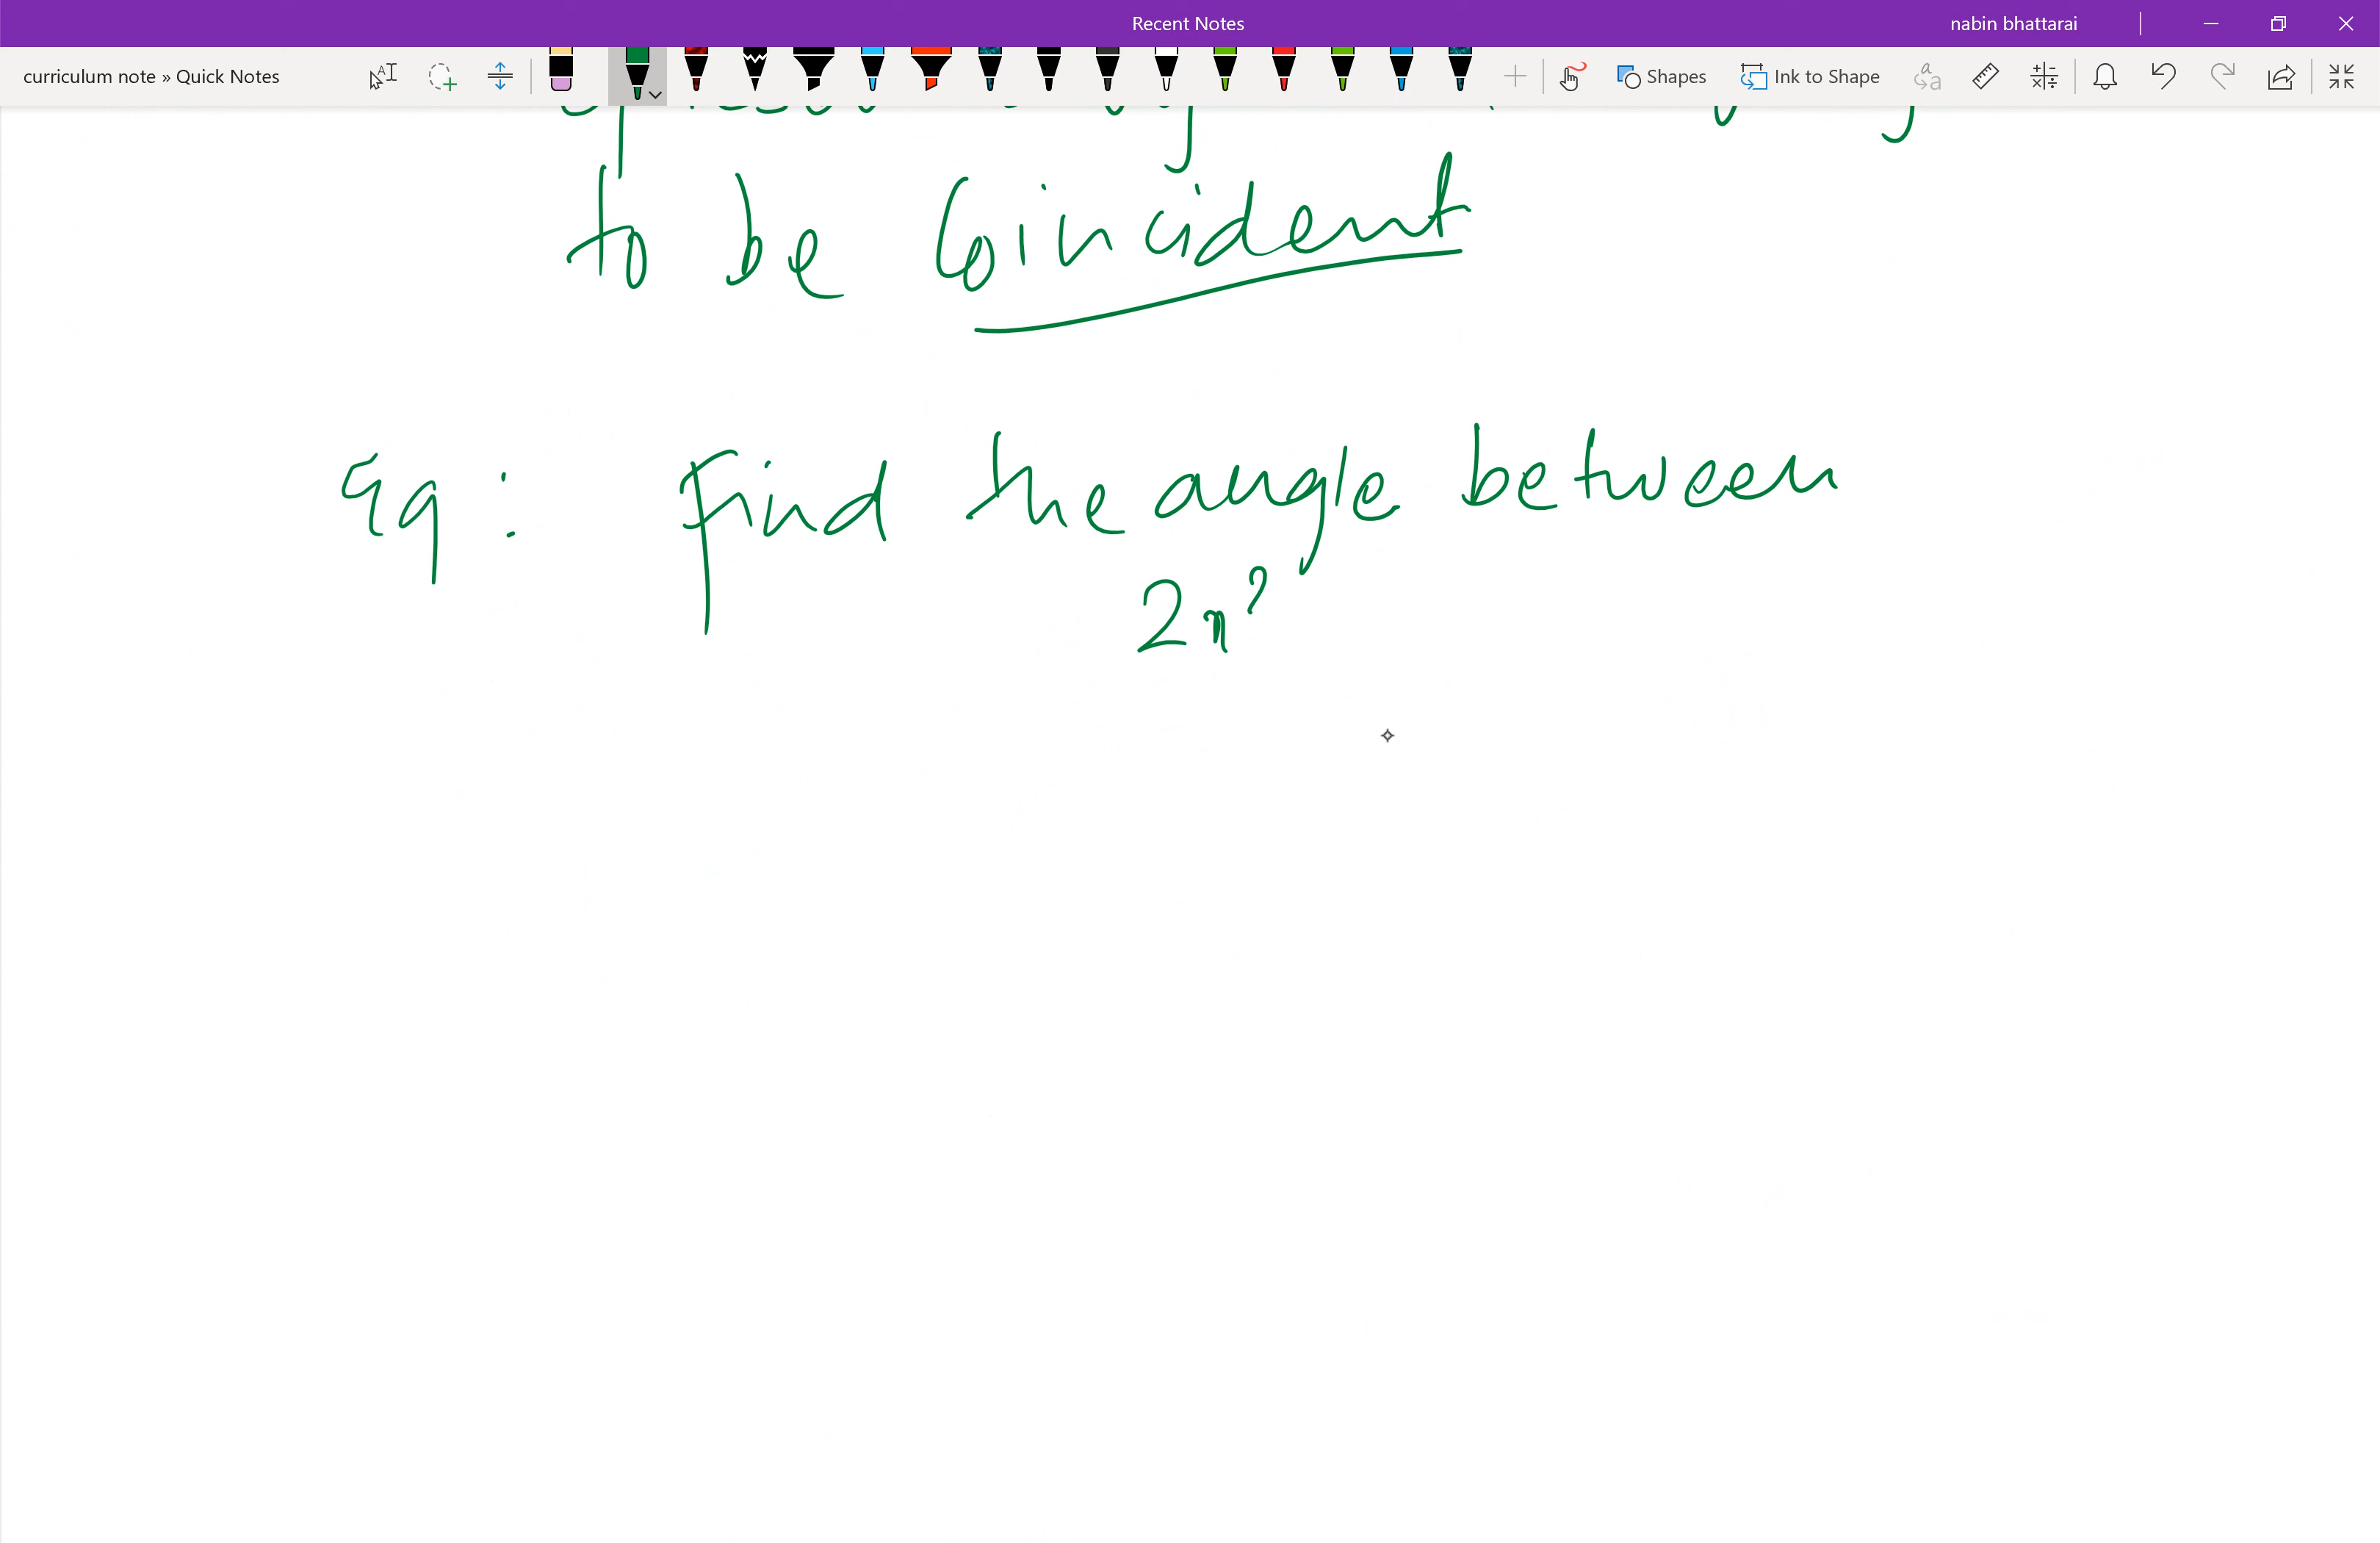 Recent Notes
nabin bhattarai
curriculum note » Quick Notes
Shapes
Ink to Shape
to be Coincident
Eg : Find the angle between
2x²